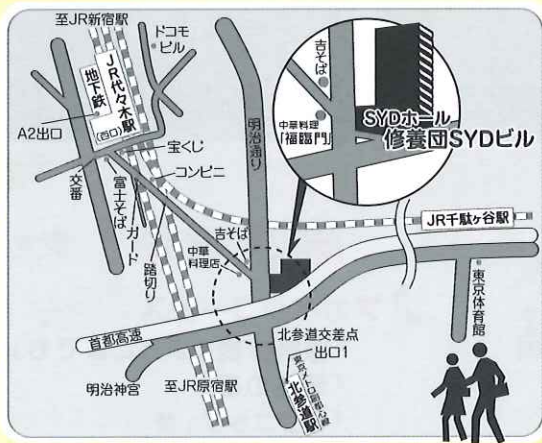 至JR新宿駅
ドコモ
ビル
地下鉄
JR代々木駅
(西口)
A2出口
宝くじ
コンビニ
交番
富士そば
ガード
踏切り
明治通り
吉そば
中華
料理店
吉そば
中華料理
「福臨門」
SYDホール
修養団SYDビル
JR千駄ヶ谷駅
東京体育館
首都高速
北参道交差点
出口1
東京メトロ副都心線
北参道駅
明治神宮
至JR原宿駅